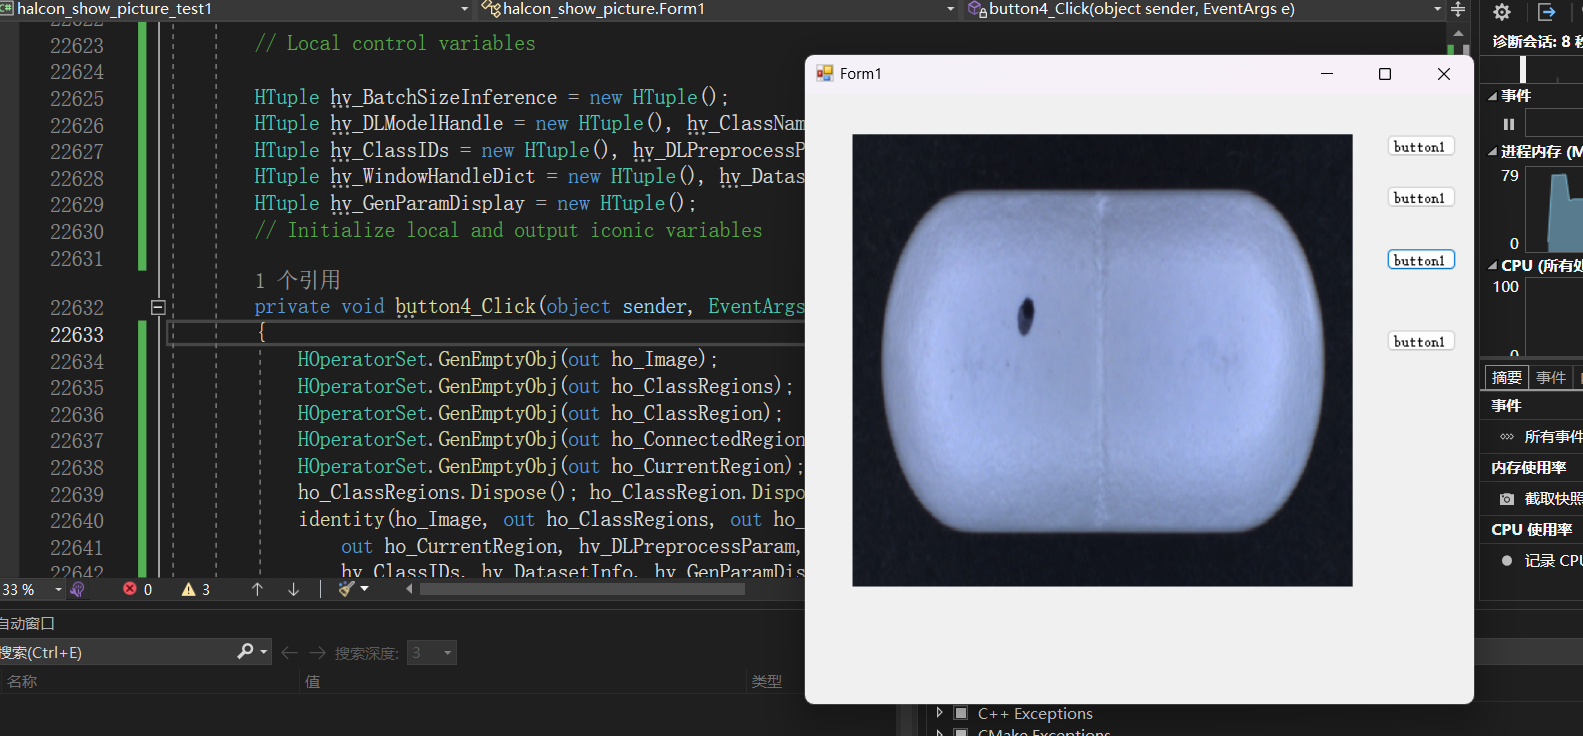 halcon_show_picture_test1
halcon_show_picture.Form1
button4_Click(object sender, EventArgs e)
22623 // Local control variables
22624
22625 HTuple hv_BatchSizeInference = new HTuple();
22626 HTuple hv_DLModelHandle = new HTuple(), hv_ClassNam
22627 HTuple hv_ClassIDs = new HTuple(), hv_DLPreprocessP
22628 HTuple hv_WindowHandleDict = new HTuple(), hv_Datas
22629 HTuple hv_GenParamDisplay = new HTuple();
22630 // Initialize local and output iconic variables
22631
1 个引用
22632 private void button4_Click(object sender, EventArgs
22633 {
22634 HOperatorSet.GenEmptyObj(out ho_Image);
22635 HOperatorSet.GenEmptyObj(out ho_ClassRegions);
22636 HOperatorSet.GenEmptyObj(out ho_ClassRegion);
22637 HOperatorSet.GenEmptyObj(out ho_ConnectedRegion
22638 HOperatorSet.GenEmptyObj(out ho_CurrentRegion);
22639 ho_ClassRegions.Dispose(); ho_ClassRegion.Dispo
22640 identity(ho_Image, out ho_ClassRegions, out ho_
22641 out ho_CurrentRegion, hv_DLPreprocessParam,
22642 hv_ClassIDs, hv_DatasetInfo, hv_GenParamDis
33 %
0
3
自动窗口
搜索(Ctrl+E)
搜索深度:
3
名称
值
类型
Form1
button1
button1
button1
button1
诊断会话: 8 秒
事件
进程内存 (M
79
0
CPU (所有处
100
0
摘要
事件
事件
所有事件
内存使用率
截取快照
CPU 使用率
记录 CPU
C++ Exceptions
CMake Exceptions